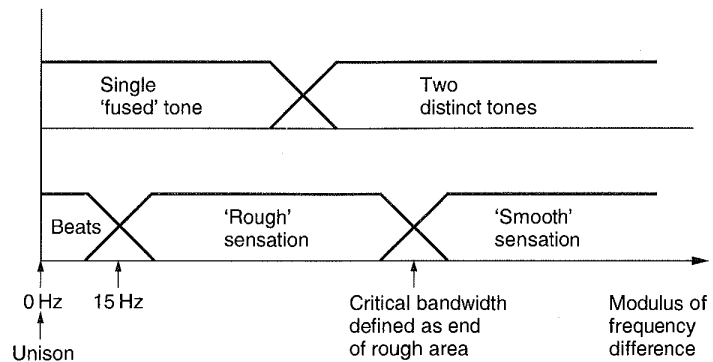 Single
'fused' tone
Two
distinct tones
Beats
'Rough'
sensation
'Smooth'
sensation
0 Hz
15 Hz
Unison
Critical bandwidth
defined as end
of rough area
Modulus of
frequency
difference